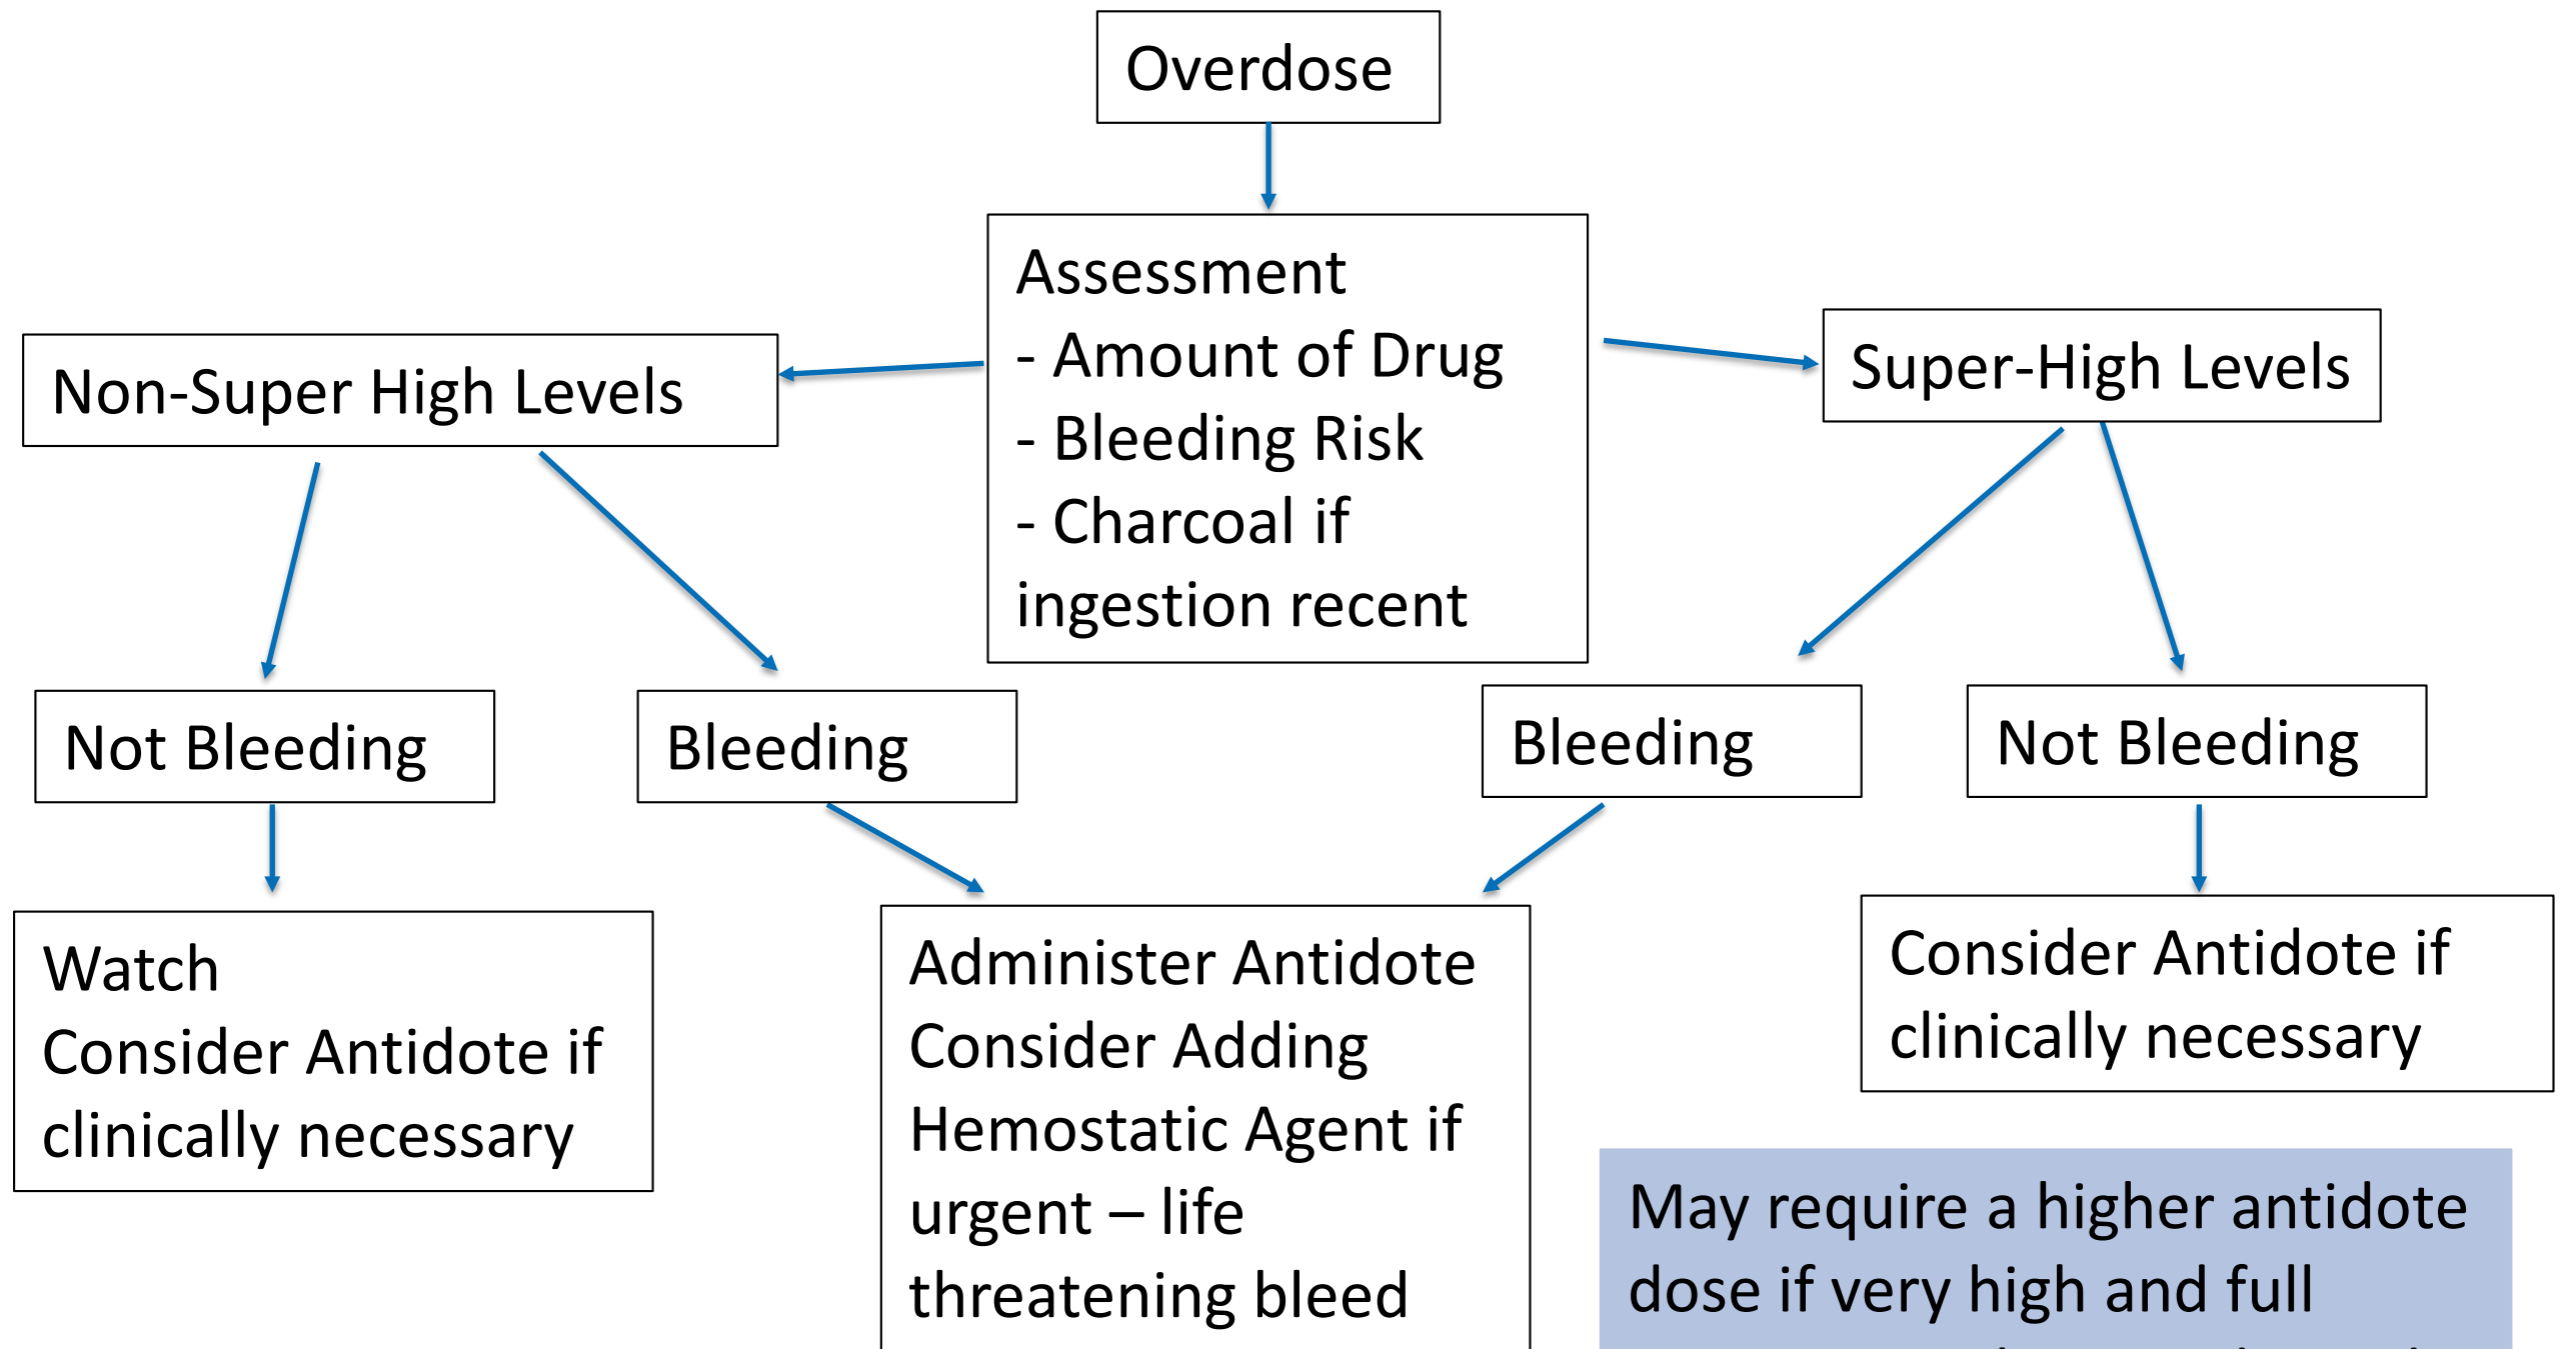 Overdose
Assessment
- Amount of Drug
- Bleeding Risk
- Charcoal if
ingestion recent
Non-Super High Levels
Super-High Levels
Not Bleeding
Bleeding
Bleeding
Not Bleeding
Watch
Consider Antidote if
clinically necessary
Administer Antidote
Consider Adding
Hemostatic Agent if
urgent – life
threatening bleed
Consider Antidote if
clinically necessary
May require a higher antidote
dose if very high and full